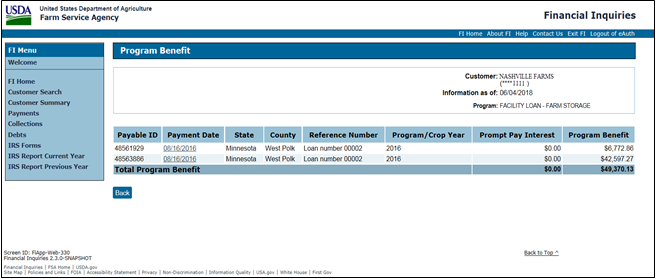 USDA
United States Department of Agriculture
Farm Service Agency
Financial Inquiries
FI Home About FI Help Contact Us Exit FI Logout of eAuth
FI Menu
Welcome
FI Home
Customer Search
Customer Summary
Payments
Collections
Debts
IRS Forms
IRS Report Current Year
IRS Report Previous Year
Program Benefit
Customer: NASHVILLE FARMS
(****1111 )
Information as of: 06/04/2018
Program: FACILITY LOAN - FARM STORAGE
Payable ID Payment Date State County Reference Number Program/Crop Year Prompt Pay Interest Program Benefit
48561929 08/16/2016 Minnesota West Polk Loan number 00002 2016 $0.00 $6,772.86
48563886 08/16/2016 Minnesota West Polk Loan number 00002 2016 $0.00 $42,597.27
Total Program Benefit $0.00 $49,370.13
Back
Screen ID: FiApp-Web-330
Back to Top ^
Financial Inquiries 2.3.0-SNAPSHOT
Financial Inquiries | FSA Home | USDA.gov
Site Map | Policies and Links | FOIA | Accessibility Statement | Privacy | Non-Discrimination | Information Quality | USA.gov | White House | First Gov